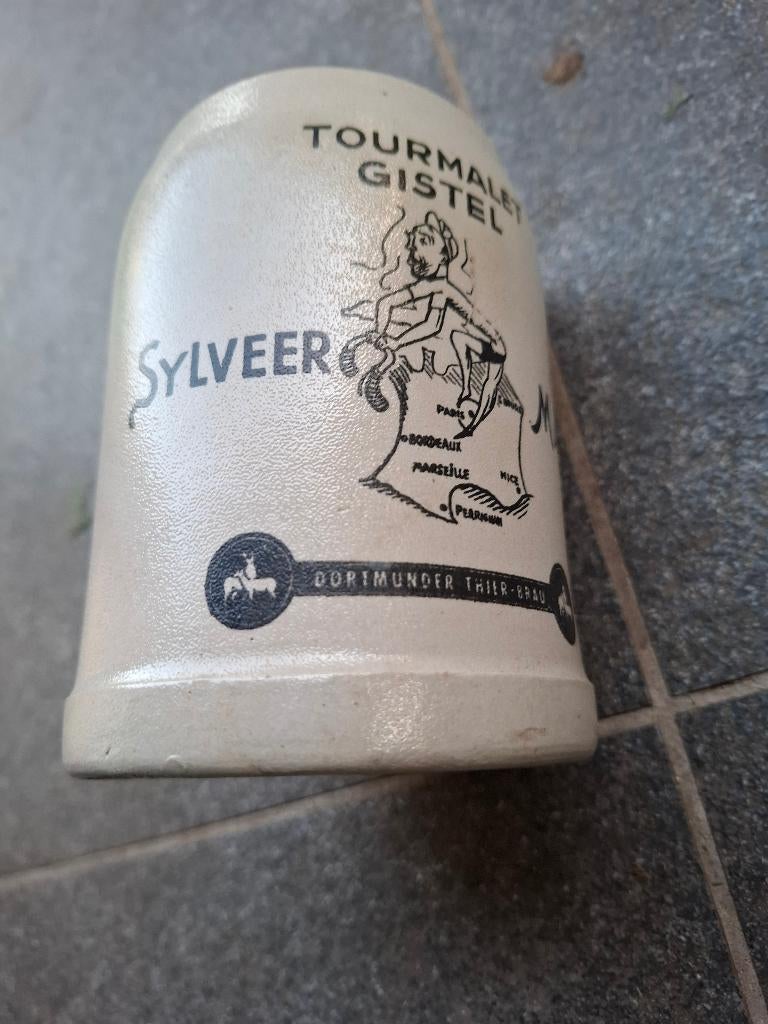 TOURMALET
GISTEL
SYLVEER M
PARIS
BORDEAUX
MARSEILLE
NICE
PERPIGNAN
DORTMUNDER THIER-BRÄU